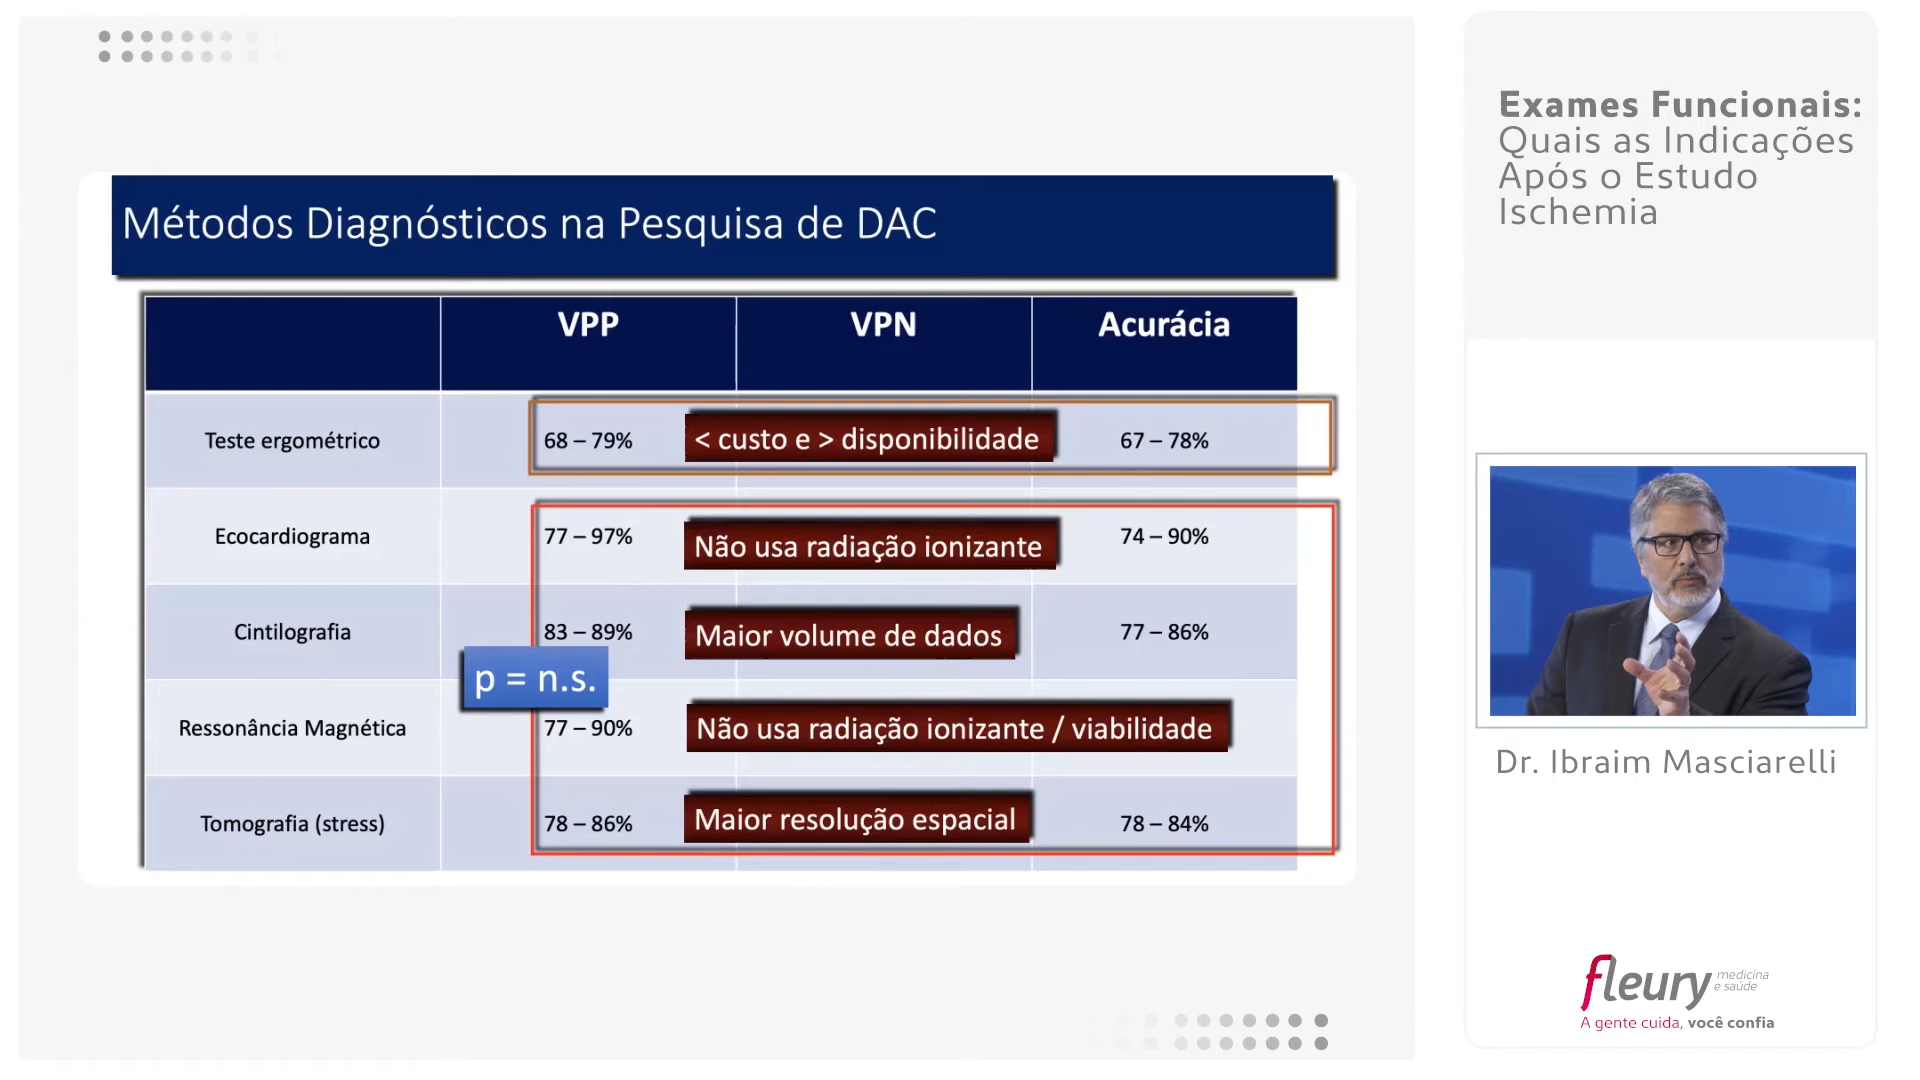 Métodos Diagnósticos na Pesquisa de DAC
VPP VPN Acurácia
Teste ergométrico 68 – 79% < custo e > disponibilidade 67 – 78%
Ecocardiograma 77 – 97% Não usa radiação ionizante 74 – 90%
Cintilografia 83 – 89% Maior volume de dados 77 – 86%
p = n.s.
Ressonância Magnética 77 – 90% Não usa radiação ionizante / viabilidade
Tomografia (stress) 78 – 86% Maior resolução espacial 78 – 84%
Exames Funcionais:
Quais as Indicações
Após o Estudo
Ischemia
Dr. Ibraim Masciarelli
fleury medicina
e saúde
A gente cuida, você confia